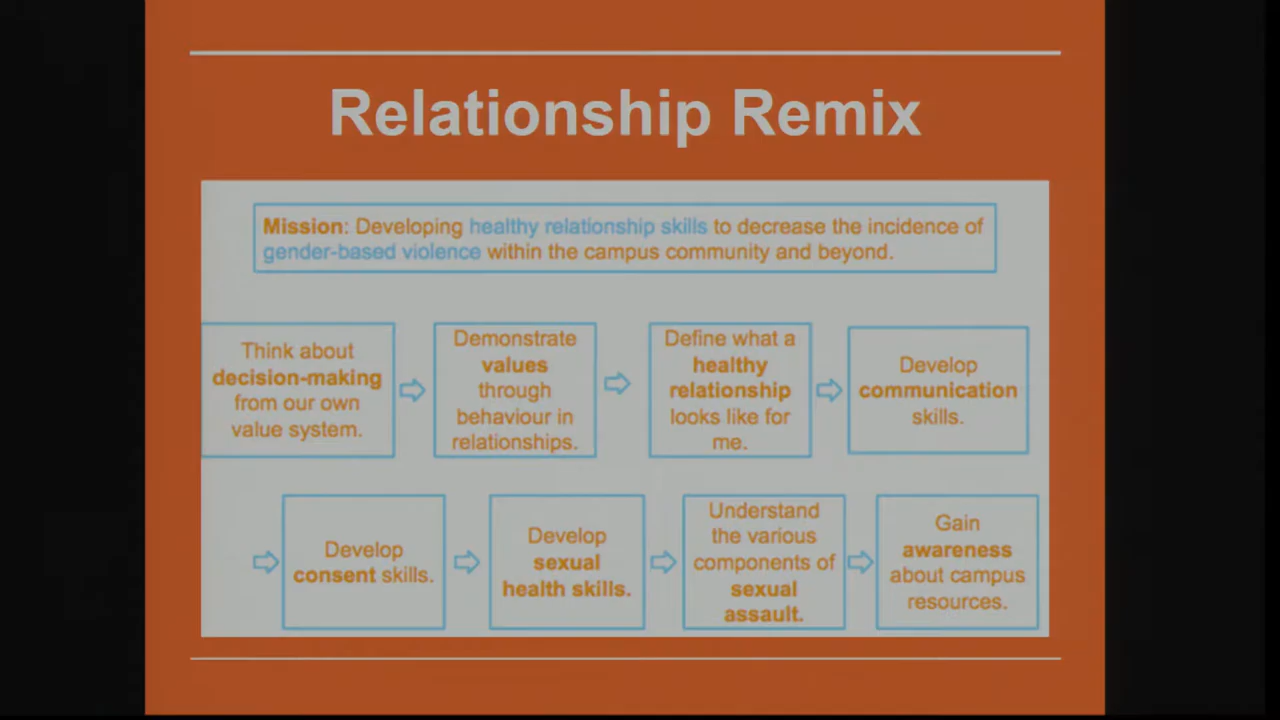 Relationship Remix
Mission: Developing healthy relationship skills to decrease the incidence of
gender-based violence within the campus community and beyond.
Think about
decision-making
from our own
value system.
Demonstrate
values
through
behaviour in
relationships.
Define what a
healthy
relationship
looks like for
me.
Develop
communication
skills.
Develop
consent skills.
Develop
sexual
health skills.
Understand
the various
components of
sexual
assault.
Gain
awareness
about campus
resources.